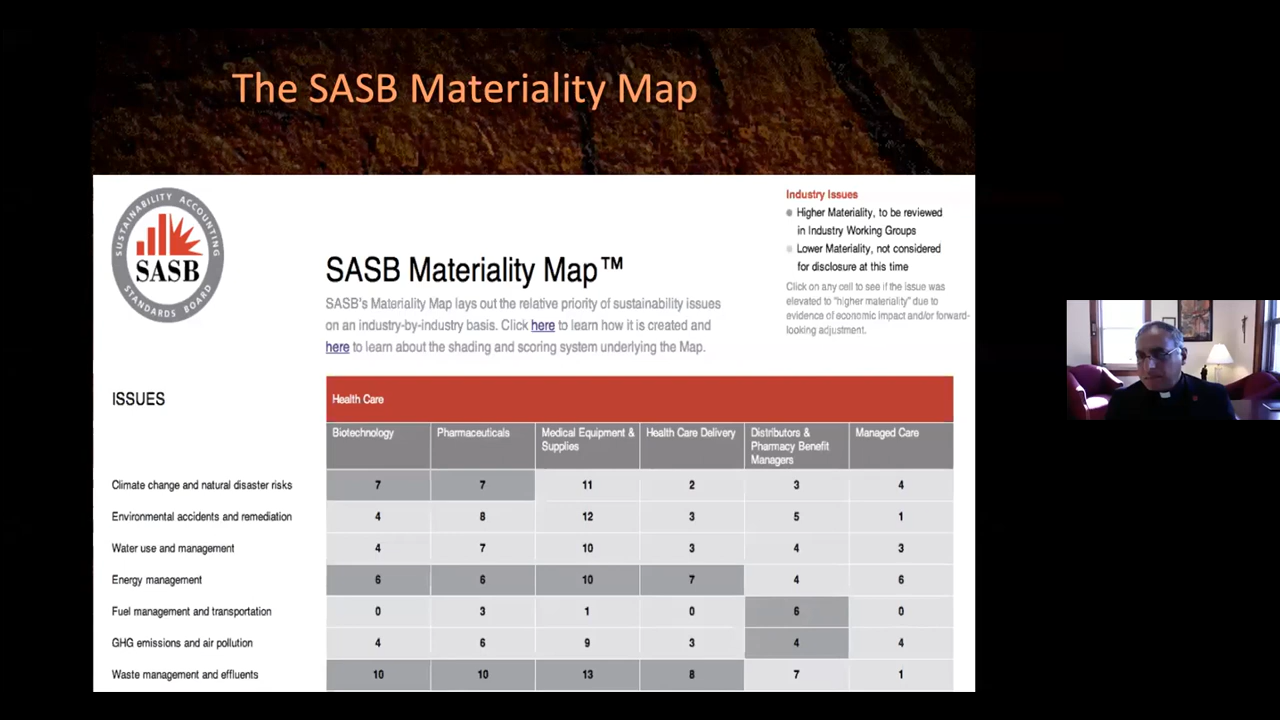 The SASB Materiality Map
SUSTAINABILITY ACCOUNTING
SASB
STANDARDS BOARD
SASB Materiality Map™
SASB's Materiality Map lays out the relative priority of sustainability issues
on an industry-by-industry basis. Click here to learn how it is created and
here to learn about the shading and scoring system underlying the Map.
Industry Issues
Higher Materiality, to be reviewed
in Industry Working Groups
Lower Materiality, not considered
for disclosure at this time
Click on any cell to see if the issue was
elevated to "higher materiality" due to
evidence of economic impact and/or forward-
looking adjustment.
ISSUES
Health Care
Biotechnology Pharmaceuticals Medical Equipment & Health Care Delivery Distributors & Managed Care
Supplies Pharmacy Benefit
Managers
Climate change and natural disaster risks 7 7 11 2 3 4
Environmental accidents and remediation 4 8 12 3 5 1
Water use and management 4 7 10 3 4 3
Energy management 6 6 10 7 4 6
Fuel management and transportation 0 3 1 0 6 0
GHG emissions and air pollution 4 6 9 3 4 4
Waste management and effluents 10 10 13 8 7 1